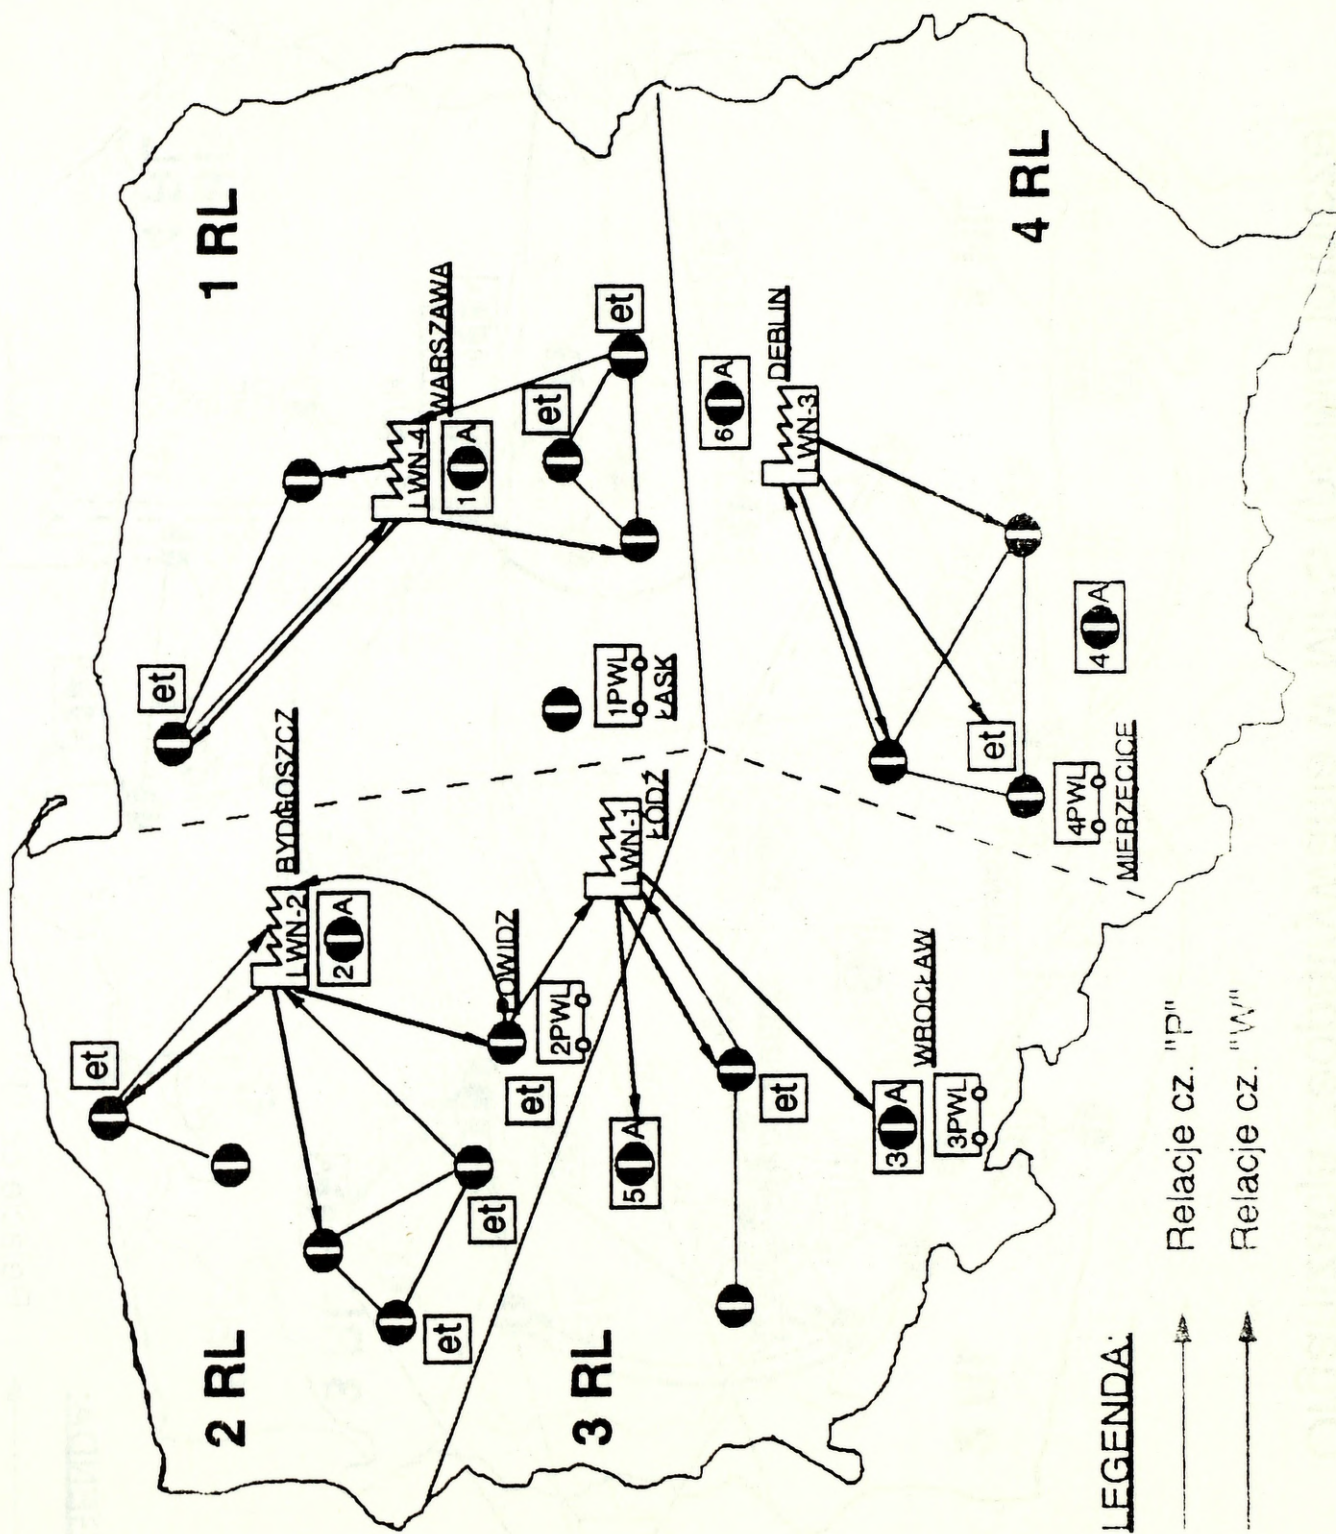 1 RL
et
WARSZAWA
LWN-4
1 A
et
et
1PWL
ŁASK
2 RL
et
BYDGOSZCZ
LWN-2
2 A
POWIDZ
2PWL
et
et
et
3 RL
ŁÓDŹ
LWN-1
5 A
et
WROCŁAW
3 A
3PWL
4 RL
6 A
DĘBLIN
LWN-3
et
4 A
4PWL
MIERZĘCICE
LEGENDA:
Relacje cz. "P"
Relacje cz. "W"